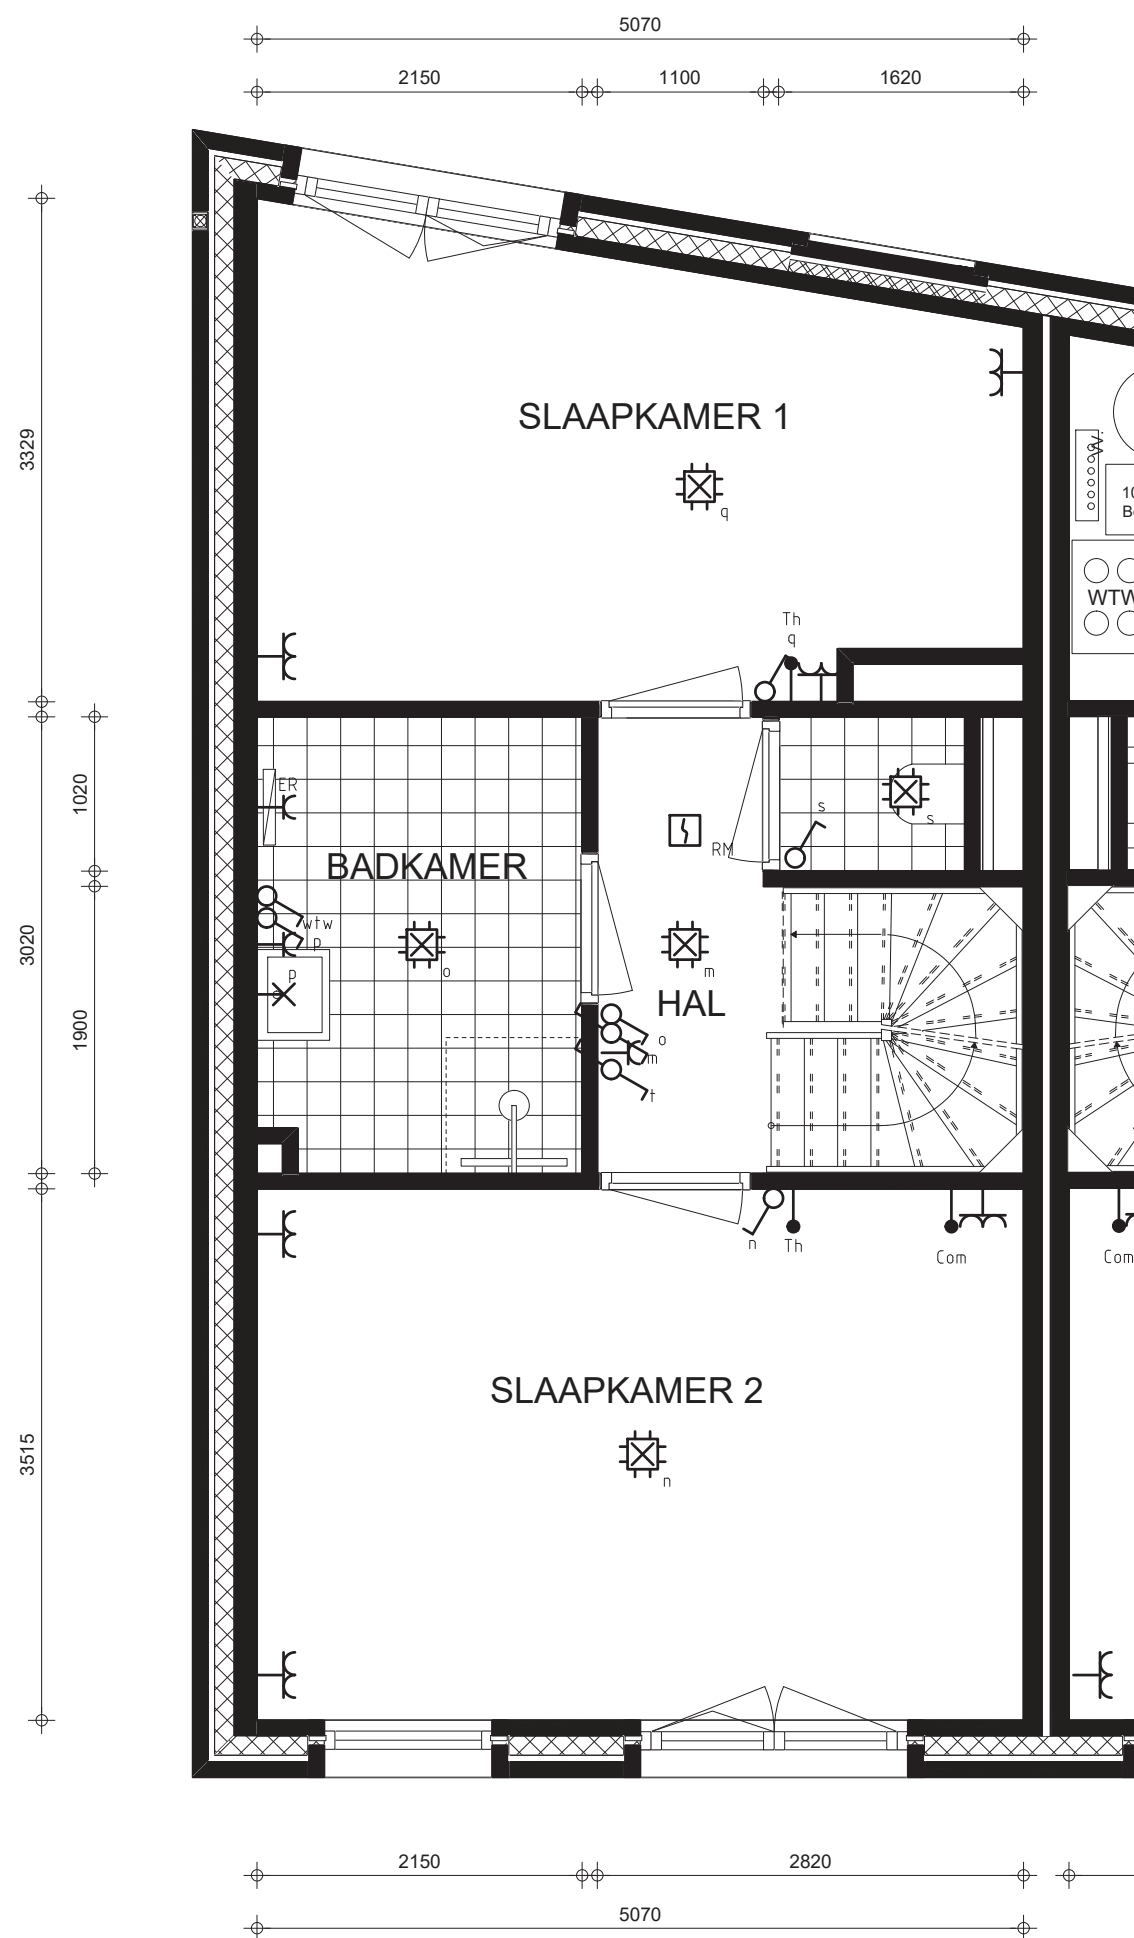 5070
2150
1100
1620
SLAAPKAMER 1
q
3329
W.
WTW
Th
q
1020
ER
s
s
RM
BADKAMER
wtw
p
o
m
3020
p
HAL
1900
o
m
t
n
Th
Com
Com
SLAAPKAMER 2
3515
n
2150
2820
5070